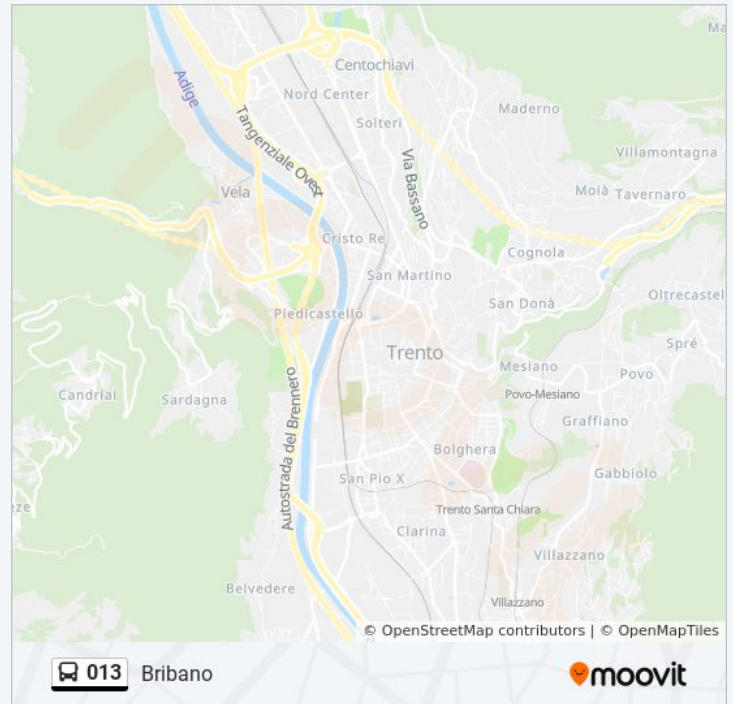 Ma
Centochiavi
Adige
Nord Center
Maderno
Solteri
Tangenziale Ovest
Via Bassano
Villamontagna
Vela
Moià
Tavernaro
Cristo Re
Cognola
San Martino
Oltrecastel
San Donà
Piedicastello
Spré
Trento
Mesiano
Povo
Candriai
Sardagna
Povo-Mesiano
Autostrada del Brennero
Graffiano
Bolghera
Gabbiolo
San Pio X
eze
Trento Santa Chiara
Clarina
Villazzano
Belvedere
Villazzano
© OpenStreetMap contributors | © OpenMapTiles
013 Bribano
moovit